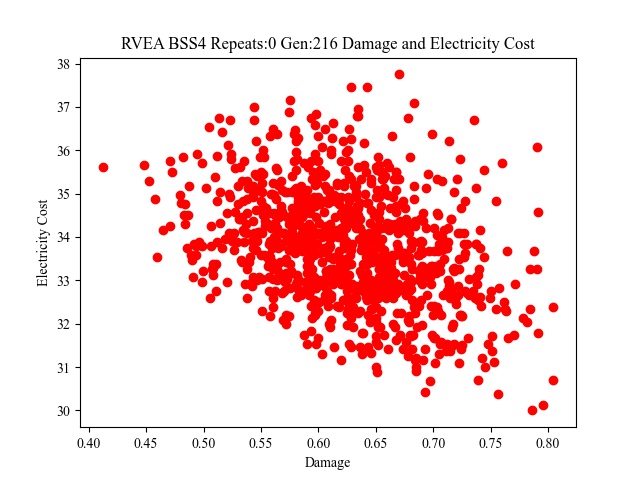 RVEA BSS4 Repeats:0 Gen:216 Damage and Electricity Cost
38
37
36
35
34
33
32
31
30
Electricity Cost
0.40 0.45 0.50 0.55 0.60 0.65 0.70 0.75 0.80
Damage